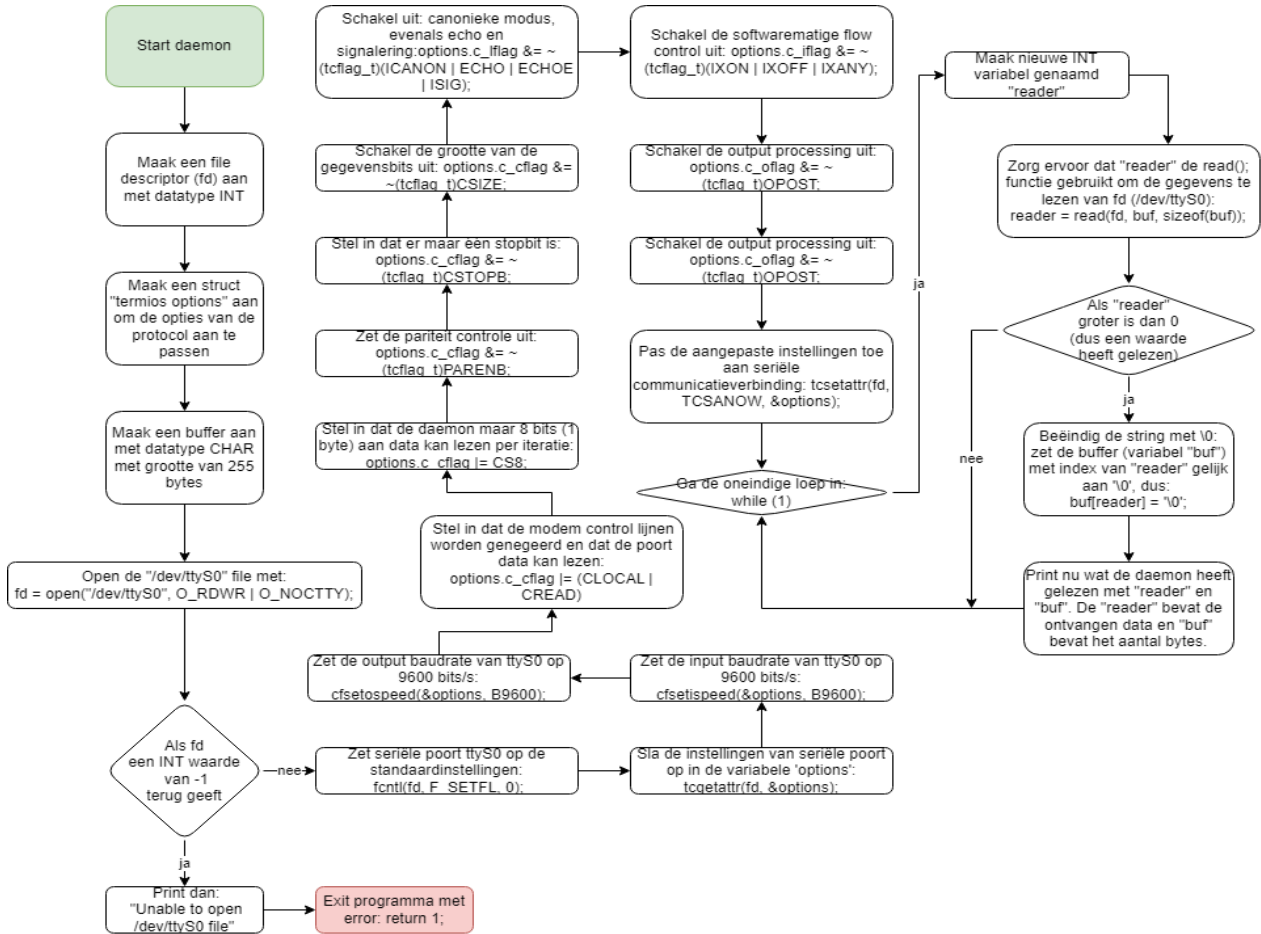 Start daemon
Maak een file
descriptor (fd) aan
met datatype INT
Maak een struct
"termios options" aan
om de opties van de
protocol aan te
passen
Maak een buffer aan
met datatype CHAR
met grootte van 255
bytes
Open de "/dev/ttyS0" file met:
fd = open("/dev/ttyS0", O_RDWR | O_NOCTTY);
Als fd
een INT waarde
van -1
terug geeft
ja
Print dan:
"Unable to open
/dev/ttyS0 file"
Exit programma met
error: return 1;
nee
Zet seriële poort ttyS0 op de
standaardinstellingen:
fcntl(fd, F_SETFL, 0);
Sla de instellingen van seriële poort
op in de variabele 'options':
tcgetattr(fd, &options);
Zet de input baudrate van ttyS0 op
9600 bits/s:
cfsetispeed(&options, B9600);
Zet de output baudrate van ttyS0 op
9600 bits/s:
cfsetospeed(&options, B9600);
Stel in dat de modem control lijnen
worden genegeerd en dat de poort
data kan lezen:
options.c_cflag |= (CLOCAL |
CREAD)
Stel in dat de daemon maar 8 bits (1
byte) aan data kan lezen per iteratie:
options.c_cflag |= CS8;
Zet de pariteit controle uit:
options.c_cflag &= ~
(tcflag_t)PARENB;
Stel in dat er maar èèn stopbit is:
options.c_cflag &= ~
(tcflag_t)CSTOPB;
Schakel de grootte van de
gegevensbits uit: options.c_cflag &=
~(tcflag_t)CSIZE;
Schakel uit: canonieke modus,
evenals echo en
signalering:options.c_lflag &= ~
(tcflag_t)(ICANON | ECHO | ECHOE
| ISIG);
Schakel de softwarematige flow
control uit: options.c_iflag &= ~
(tcflag_t)(IXON | IXOFF | IXANY);
Schakel de output processing uit:
options.c_oflag &= ~
(tcflag_t)OPOST;
Schakel de output processing uit:
options.c_oflag &= ~
(tcflag_t)OPOST;
Pas de aangepaste instellingen toe
aan seriële
communicatieverbinding: tcsetattr(fd,
TCSANOW, &options);
Ga de oneindige loep in:
while (1)
ja
Maak nieuwe INT
variabel genaamd
"reader"
Zorg ervoor dat "reader" de read();
functie gebruikt om de gegevens te
lezen van fd (/dev/ttyS0):
reader = read(fd, buf, sizeof(buf));
Als "reader"
groter is dan 0
(dus een waarde
heeft gelezen)
ja
nee
Beëindig de string met \0:
zet de buffer (variabel "buf")
met index van "reader" gelijk
aan '\0', dus:
buf[reader] = '\0';
Print nu wat de daemon heeft
gelezen met "reader" en
"buf". De "reader" bevat de
ontvangen data en "buf"
bevat het aantal bytes.